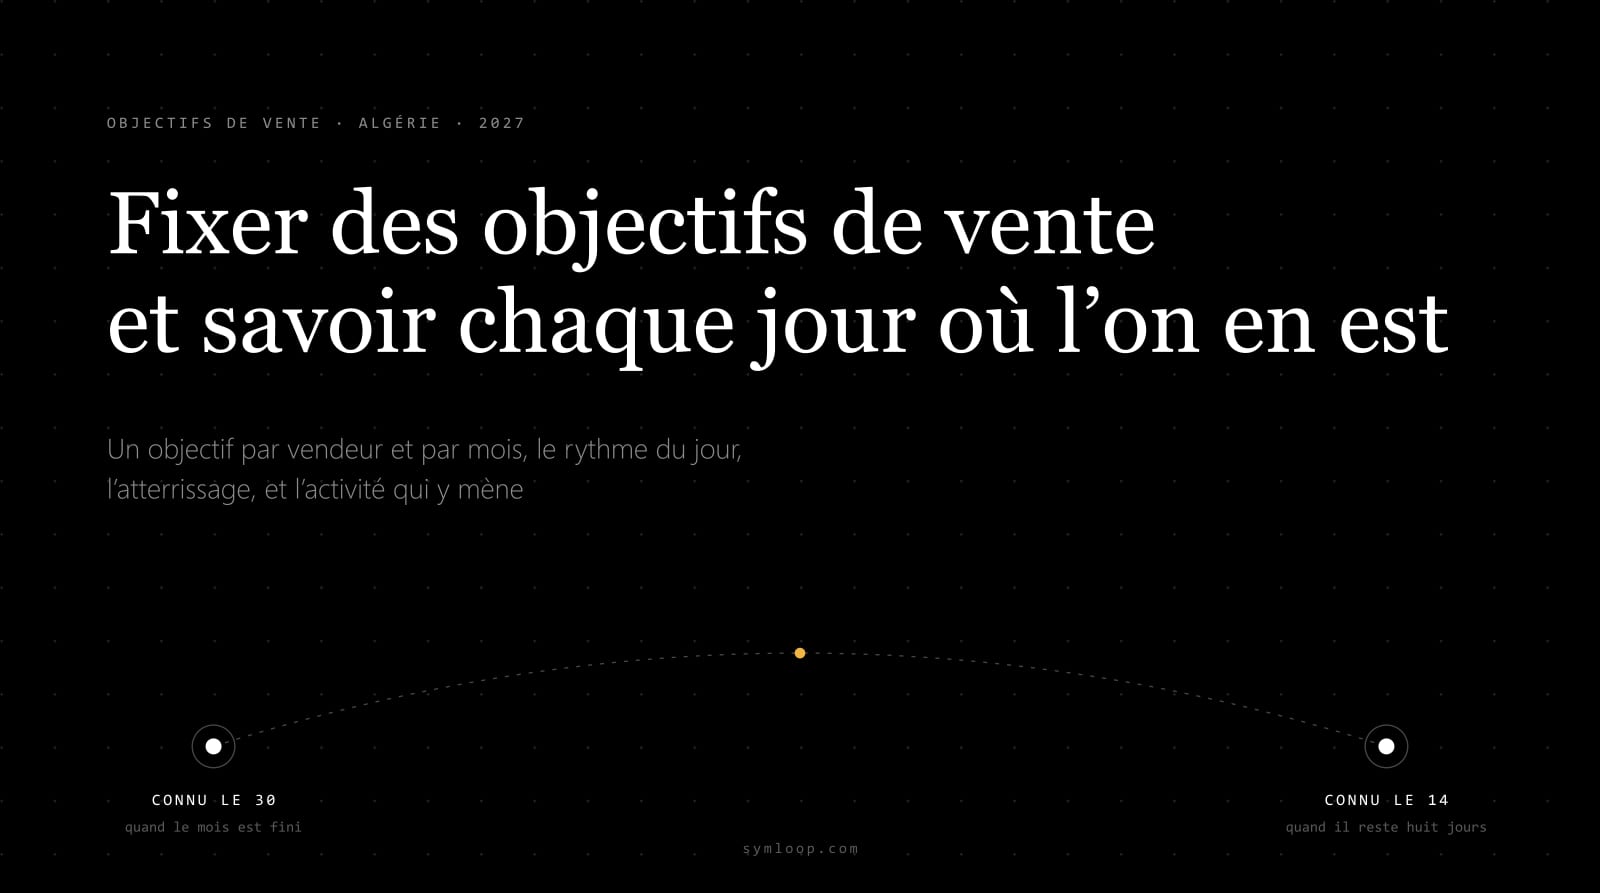 OBJECTIFS DE VENTE · ALGÉRIE · 2027
Fixer des objectifs de vente
et savoir chaque jour où l’on en est
Un objectif par vendeur et par mois, le rythme du jour,
l’atterrissage, et l’activité qui y mène
CONNU LE 30
quand le mois est fini
CONNU LE 14
quand il reste huit jours
symloop.com